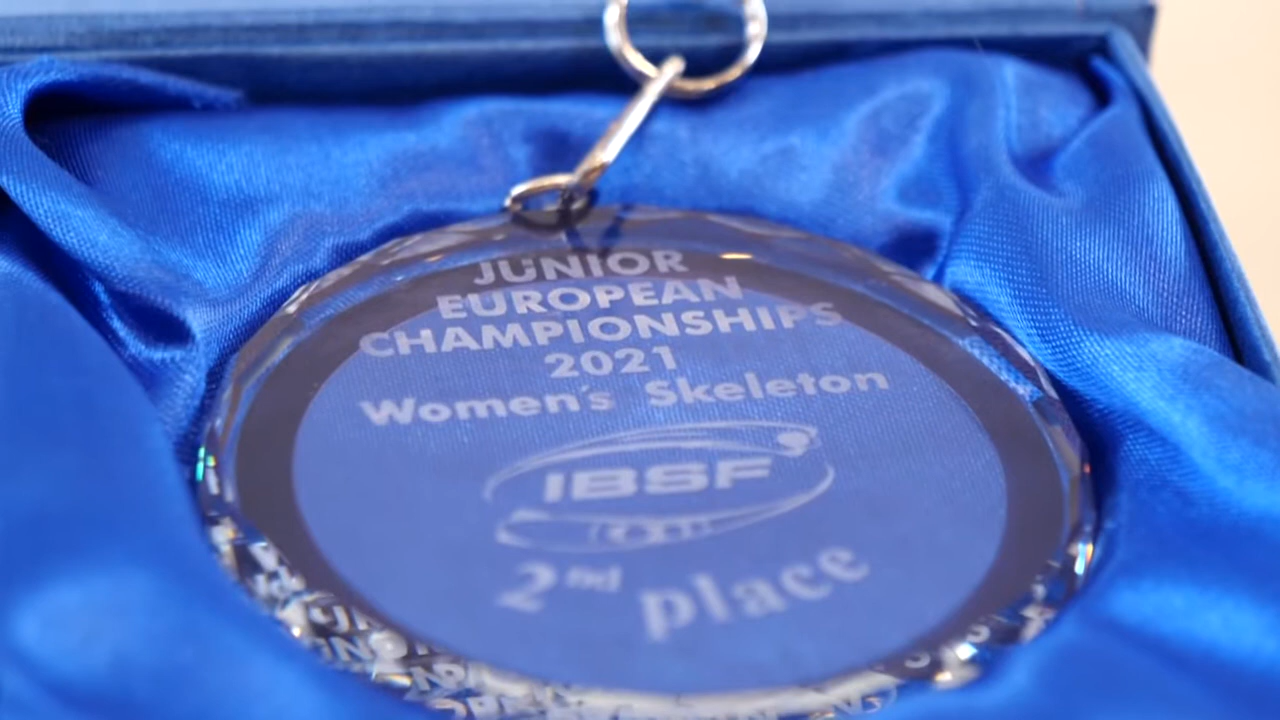 JUNIOR
EUROPEAN
CHAMPIONSHIPS
2021
Women's Skeleton
IBSF
2nd place